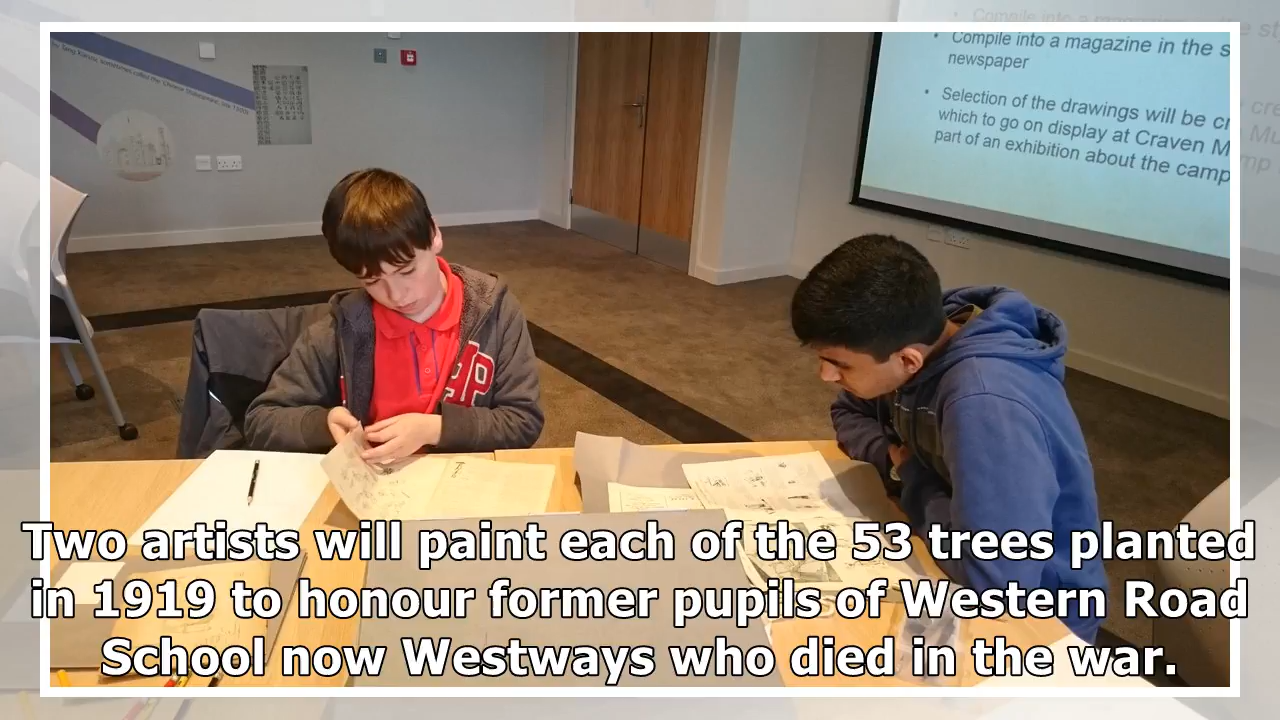 Compile into a magazine in the
newspaper
Selection of the drawings will be
which to go on display at Craven
part of an exhibition about the camp
Two artists will paint each of the 53 trees planted
in 1919 to honour former pupils of Western Road
School now Westways who died in the war.